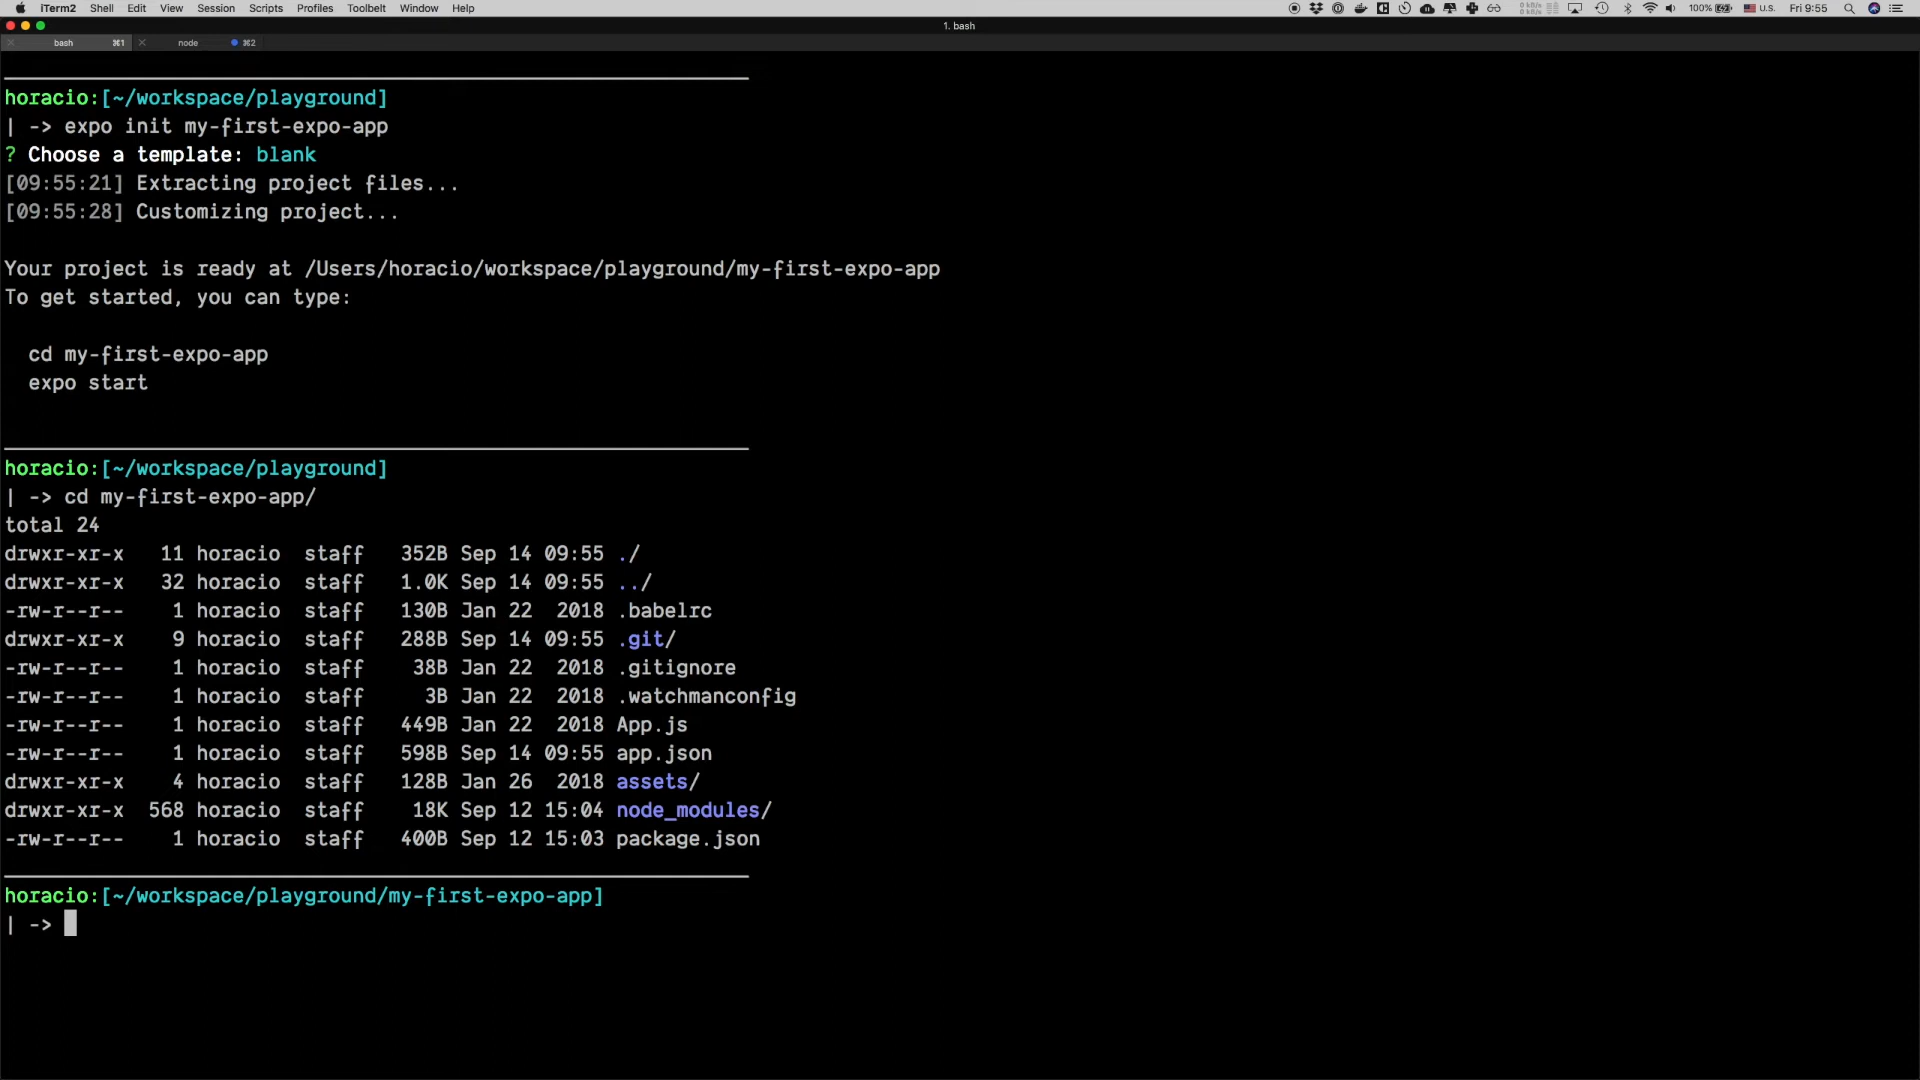 iTerm2 Shell Edit View Session Scripts Profiles Toolbelt Window Help 0 kB/s 0 kB/s 100% U.S. Fri 9:55
1. bash
bash ⌘1 node ⌘2
horacio:[~/workspace/playground]
| -> expo init my-first-expo-app
? Choose a template: blank
[09:55:21] Extracting project files...
[09:55:28] Customizing project...
Your project is ready at /Users/horacio/workspace/playground/my-first-expo-app
To get started, you can type:
cd my-first-expo-app
expo start
horacio:[~/workspace/playground]
| -> cd my-first-expo-app/
total 24
drwxr-xr-x 11 horacio staff 352B Sep 14 09:55 ./
drwxr-xr-x 32 horacio staff 1.0K Sep 14 09:55 ../
-rw-r--r-- 1 horacio staff 130B Jan 22 2018 .babelrc
drwxr-xr-x 9 horacio staff 288B Sep 14 09:55 .git/
-rw-r--r-- 1 horacio staff 38B Jan 22 2018 .gitignore
-rw-r--r-- 1 horacio staff 3B Jan 22 2018 .watchmanconfig
-rw-r--r-- 1 horacio staff 449B Jan 22 2018 App.js
-rw-r--r-- 1 horacio staff 598B Sep 14 09:55 app.json
drwxr-xr-x 4 horacio staff 128B Jan 26 2018 assets/
drwxr-xr-x 568 horacio staff 18K Sep 12 15:04 node_modules/
-rw-r--r-- 1 horacio staff 400B Sep 12 15:03 package.json
horacio:[~/workspace/playground/my-first-expo-app]
| ->